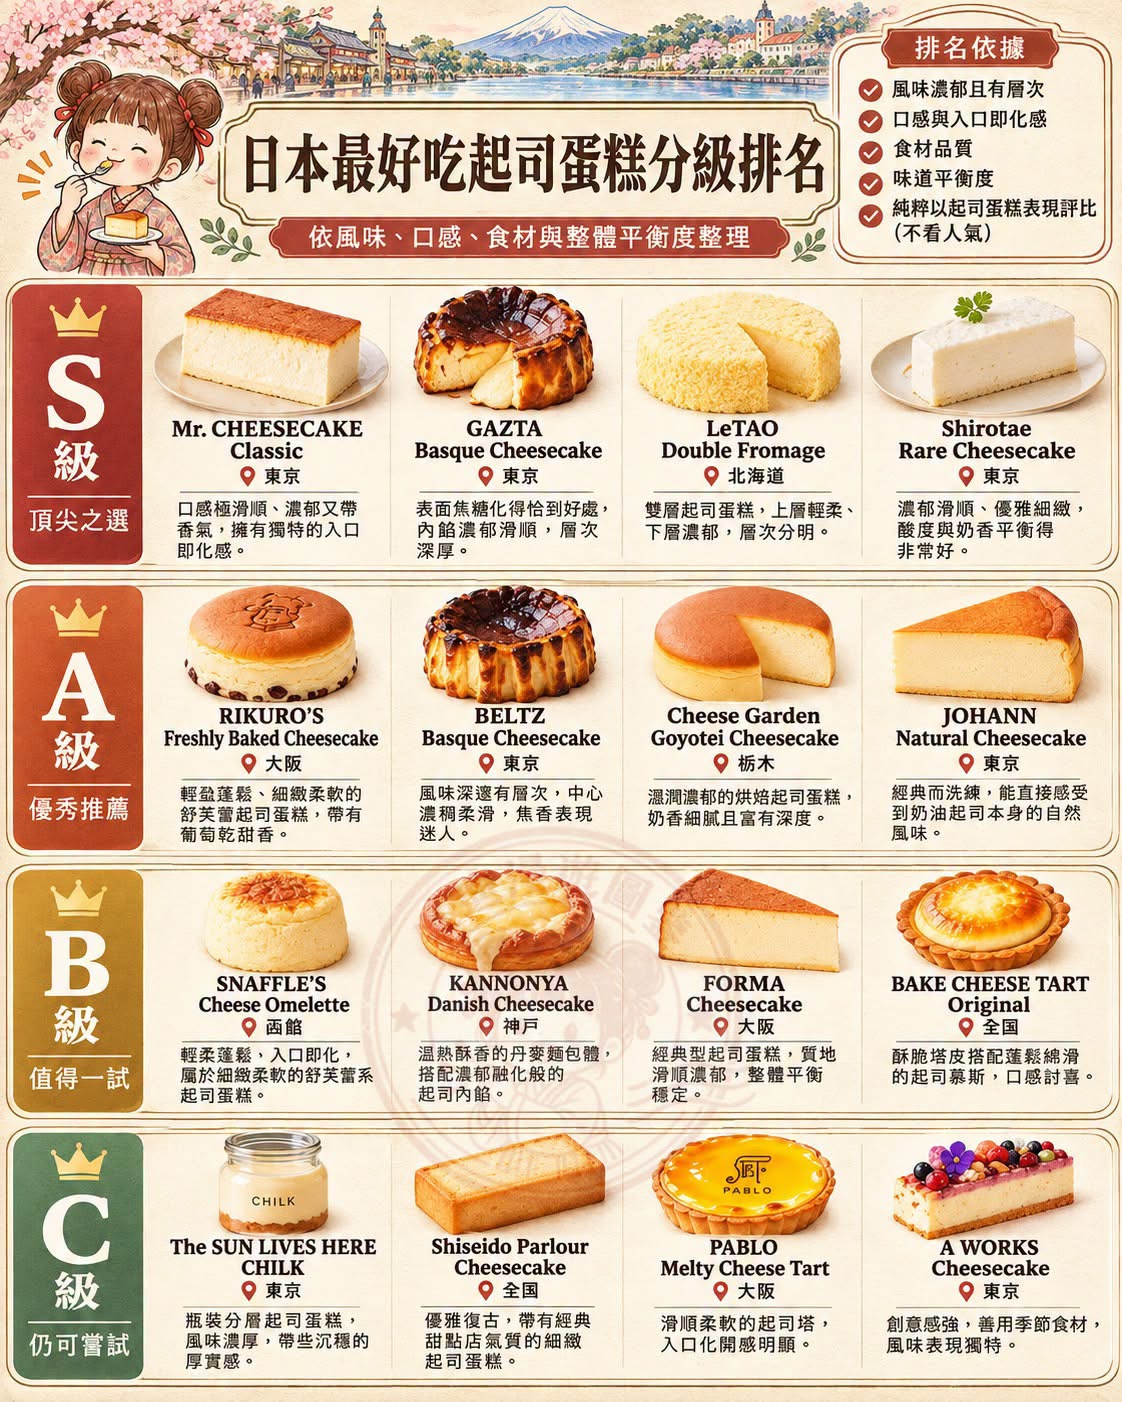 日本最好吃起司蛋糕分級排名
依風味、口感、食材與整體平衡度整理
排名依據
風味濃郁且有層次
口感與入口即化感
食材品質
味道平衡度
純粹以起司蛋糕表現評比
(不看人氣)
S
級
頂尖之選
Mr. CHEESECAKE
Classic
東京
口感極滑順、濃郁又帶
香氣，擁有獨特的入口
即化感。
GAZTA
Basque Cheesecake
東京
表面焦糖化得恰到好處，
內餡濃郁滑順，層次
深厚。
LeTAO
Double Fromage
北海道
雙層起司蛋糕，上層輕柔、
下層濃郁，層次分明。
Shirotae
Rare Cheesecake
東京
濃郁滑順、優雅細緻，
酸度與奶香平衡得
非常好。
A
級
優秀推薦
RIKURO'S
Freshly Baked Cheesecake
大阪
輕盈蓬鬆、細緻柔軟的
舒芙蕾起司蛋糕，帶有
葡萄乾甜香。
BELTZ
Basque Cheesecake
東京
風味深邃有層次，中心
濃稠柔滑，焦香表現
迷人。
Cheese Garden
Goyotei Cheesecake
栃木
濕潤濃郁的烘焙起司蛋糕，
奶香細膩且富有深度。
JOHANN
Natural Cheesecake
東京
經典而洗練，能直接感受
到奶油起司本身的自然
風味。
B
級
值得一試
SNAFFLE'S
Cheese Omelette
函館
輕柔蓬鬆，入口即化，
屬於細緻柔軟的舒芙蕾系
起司蛋糕。
KANNONYA
Danish Cheesecake
神戸
溫熱酥香的丹麥麵包體，
搭配濃郁融化般的
起司內餡。
FORMA
Cheesecake
大阪
經典型起司蛋糕，質地
滑順濃郁，整體平衡
穩定。
BAKE CHEESE TART
Original
全国
酥脆塔皮搭配蓬鬆綿滑
的起司慕斯，口感討喜。
C
級
仍可嘗試
CHILK
The SUN LIVES HERE
CHILK
東京
瓶裝分層起司蛋糕，
風味濃厚，帶些沉穩的
厚實感。
Shiseido Parlour
Cheesecake
全国
優雅復古，帶有經典
甜點店氣質的細緻
起司蛋糕。
PABLO
PABLO
Melty Cheese Tart
大阪
滑順柔軟的起司塔，
入口化開感明顯。
A WORKS
Cheesecake
東京
創意感強，善用季節食材，
風味表現獨特。